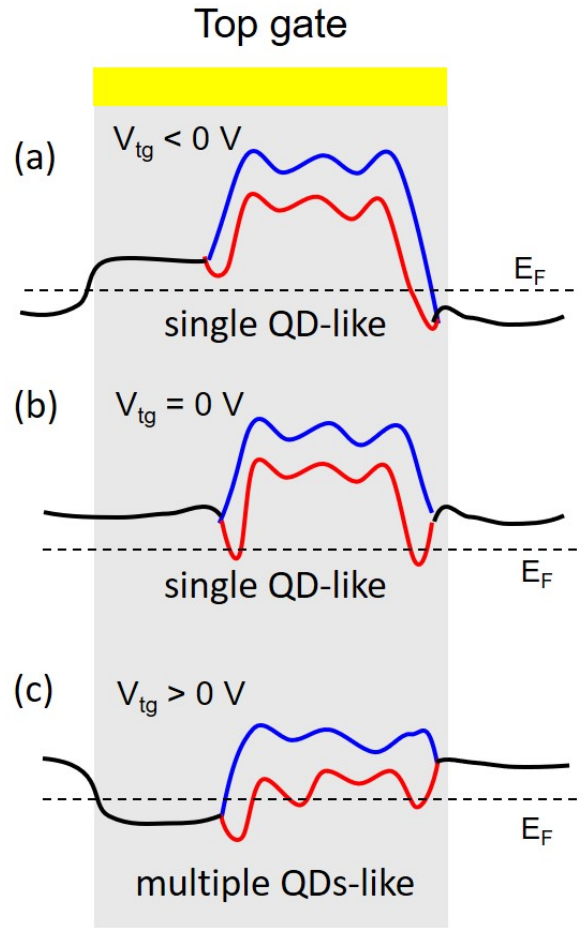 Top gate
(a)
V_tg < 0 V
E_F
single QD-like
(b)
V_tg = 0 V
E_F
single QD-like
(c)
V_tg > 0 V
E_F
multiple QDs-like